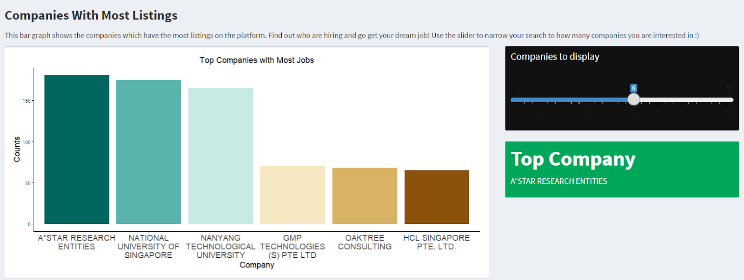 Companies With Most Listings
This bar graph shows the companies which have the most listings on the platform. Find out who are hiring and go get your dream job! Use the slider to narrow your search to how many companies you are interested in :)
Top Companies with Most Jobs
Counts
150
100
50
0
A*STAR RESEARCH
ENTITIES
NATIONAL
UNIVERSITY OF
SINGAPORE
NANYANG
TECHNOLOGICAL
UNIVERSITY
GMP
TECHNOLOGIES
(S) PTE LTD
OAKTREE
CONSULTING
HCL SINGAPORE
PTE. LTD.
Company
Companies to display
6
10
Top Company
A*STAR RESEARCH ENTITIES